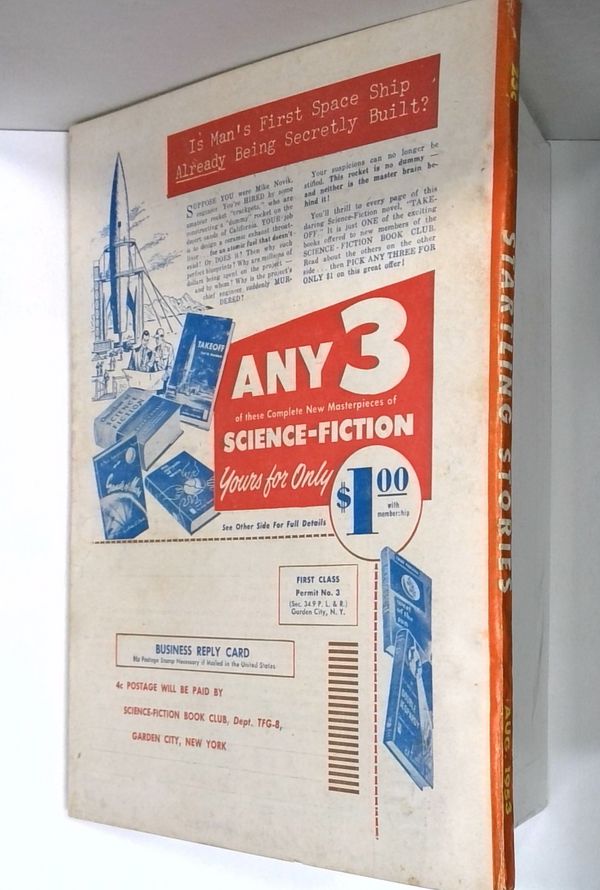 Is Man's First Space Ship
Already Being Secretly Built?
SUPPOSE YOU were Mike Novik,
engineer. You're HIRED by some
amateur rocket "crackpots," who are
constructing a "dummy" rocket on the
desert sands of California. YOUR job
is to design a ceramic exhaust throat-
liner — for an atomic fuel that doesn't
exist! Or DOES it? Then why such
perfect blueprints? Why are millions of
dollars being spent on the project —
and by whom? Why is the project's
chief engineer suddenly MUR-
DERED?
Your suspicions can no longer be
stifled. This rocket is no dummy —
and neither is the master brain be-
hind it!
You'll thrill to every page of this
daring Science-Fiction novel, "TAKE-
OFF." It is just ONE of the exciting
books offered to new members of the
SCIENCE-FICTION BOOK CLUB.
Read about the others on the other
side . . . then PICK ANY THREE FOR
ONLY $1 on this great offer!
TAKEOFF
SCIENCE
FICTION
ANY 3
of these Complete New Masterpieces of
SCIENCE-FICTION
Yours for Only
$1.00
with
membership
See Other Side For Full Details
FIRST CLASS
Permit No. 3
(Sec. 34.9 P. L. & R.)
Garden City, N. Y.
BUSINESS REPLY CARD
No Postage Stamp Necessary if Mailed in the United States
4c POSTAGE WILL BE PAID BY
SCIENCE-FICTION BOOK CLUB, Dept. TFG-8,
GARDEN CITY, NEW YORK
25¢
STARTLING STORIES
AUG. 1953